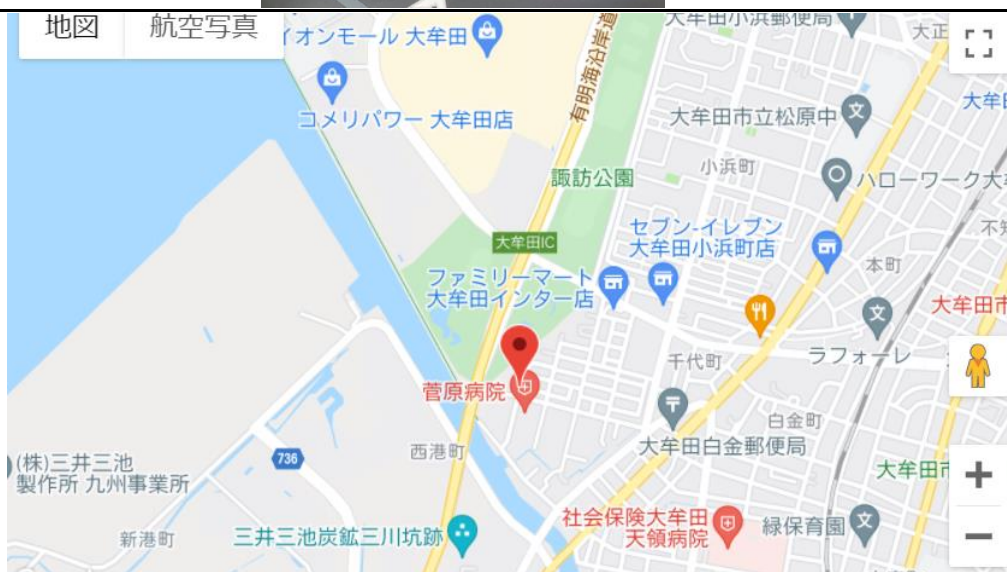 地図
航空写真
イオンモール 大牟田
大牟田小浜郵便局
大正
コメリパワー 大牟田店
有明海沿岸道
大牟田市立松原中
小浜町
ハローワーク大
諏訪公園
セブン-イレブン
大牟田小浜町店
大牟田IC
本町
ファミリーマート
大牟田インター店
大牟田市
千代町
ラフォーレ
菅原病院
白金町
大牟田白金郵便局
西港町
(株)三井三池
製作所 九州事業所
736
大牟田市
社会保険大牟田
天領病院
緑保育園
新港町
三井三池炭鉱三川坑跡